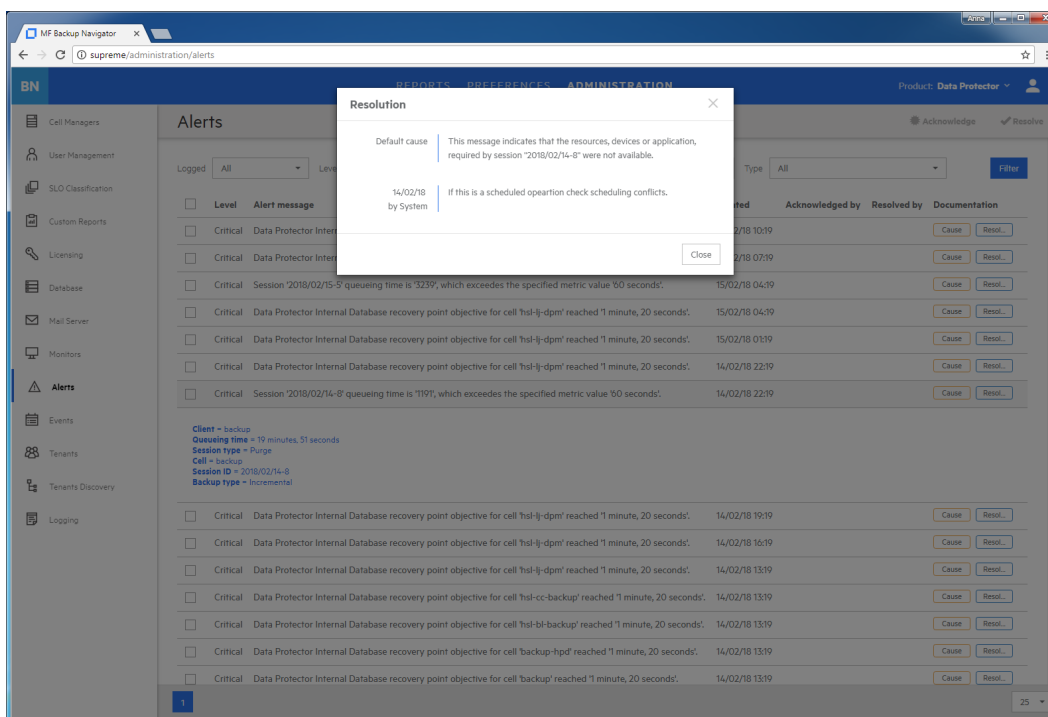 Anna
MF Backup Navigator
supreme/administration/alerts
BN
REPORTS PREFERENCES ADMINISTRATION
Product: Data Protector
Cell Managers
User Management
SLO Classification
Custom Reports
Licensing
Database
Mail Server
Monitors
Alerts
Events
Tenants
Tenants Discovery
Logging
Alerts
Acknowledge Resolve
Resolution
Default cause This message indicates that the resources, devices or application,
required by session "2018/02/14-8" were not available.
14/02/18 If this is a scheduled opeartion check scheduling conflicts.
by System
Close
Logged All Type All Filter
Level Alert message Acknowledged by Resolved by Documentation
Critical Data Protector 10:19 Cause Resol...
Critical Data Protector 07:19 Cause Resol...
Critical Session '2018/02/15-5' queueing time is '3239', which exceedes the specified metric value '60 seconds'. 15/02/18 04:19 Cause Resol...
Critical Data Protector Internal Database recovery point objective for cell 'hsl-lj-dpm' reached '1 minute, 20 seconds'. 15/02/18 04:19 Cause Resol...
Critical Data Protector Internal Database recovery point objective for cell 'hsl-lj-dpm' reached '1 minute, 20 seconds'. 15/02/18 01:19 Cause Resol...
Critical Data Protector Internal Database recovery point objective for cell 'hsl-lj-dpm' reached '1 minute, 20 seconds'. 14/02/18 22:19 Cause Resol...
Critical Session '2018/02/14-8' queueing time is '1191', which exceedes the specified metric value '60 seconds'. 14/02/18 22:19 Cause Resol...
Client = backup
Queueing time = 19 minutes, 51 seconds
Session type = Purge
Cell = backup
Session ID = 2018/02/14-8
Backup type = Incremental
Critical Data Protector Internal Database recovery point objective for cell 'hsl-lj-dpm' reached '1 minute, 20 seconds'. 14/02/18 19:19 Cause Resol...
Critical Data Protector Internal Database recovery point objective for cell 'hsl-lj-dpm' reached '1 minute, 20 seconds'. 14/02/18 16:19 Cause Resol...
Critical Data Protector Internal Database recovery point objective for cell 'hsl-lj-dpm' reached '1 minute, 20 seconds'. 14/02/18 13:19 Cause Resol...
Critical Data Protector Internal Database recovery point objective for cell 'hsl-cc-backup' reached '1 minute, 20 seconds'. 14/02/18 13:19 Cause Resol...
Critical Data Protector Internal Database recovery point objective for cell 'hsl-bl-backup' reached '1 minute, 20 seconds'. 14/02/18 13:19 Cause Resol...
Critical Data Protector Internal Database recovery point objective for cell 'backup-hpd' reached '1 minute, 20 seconds'. 14/02/18 13:19 Cause Resol...
Critical Data Protector Internal Database recovery point objective for cell 'backup' reached '1 minute, 20 seconds'. 14/02/18 13:19 Cause Resol...
1 25